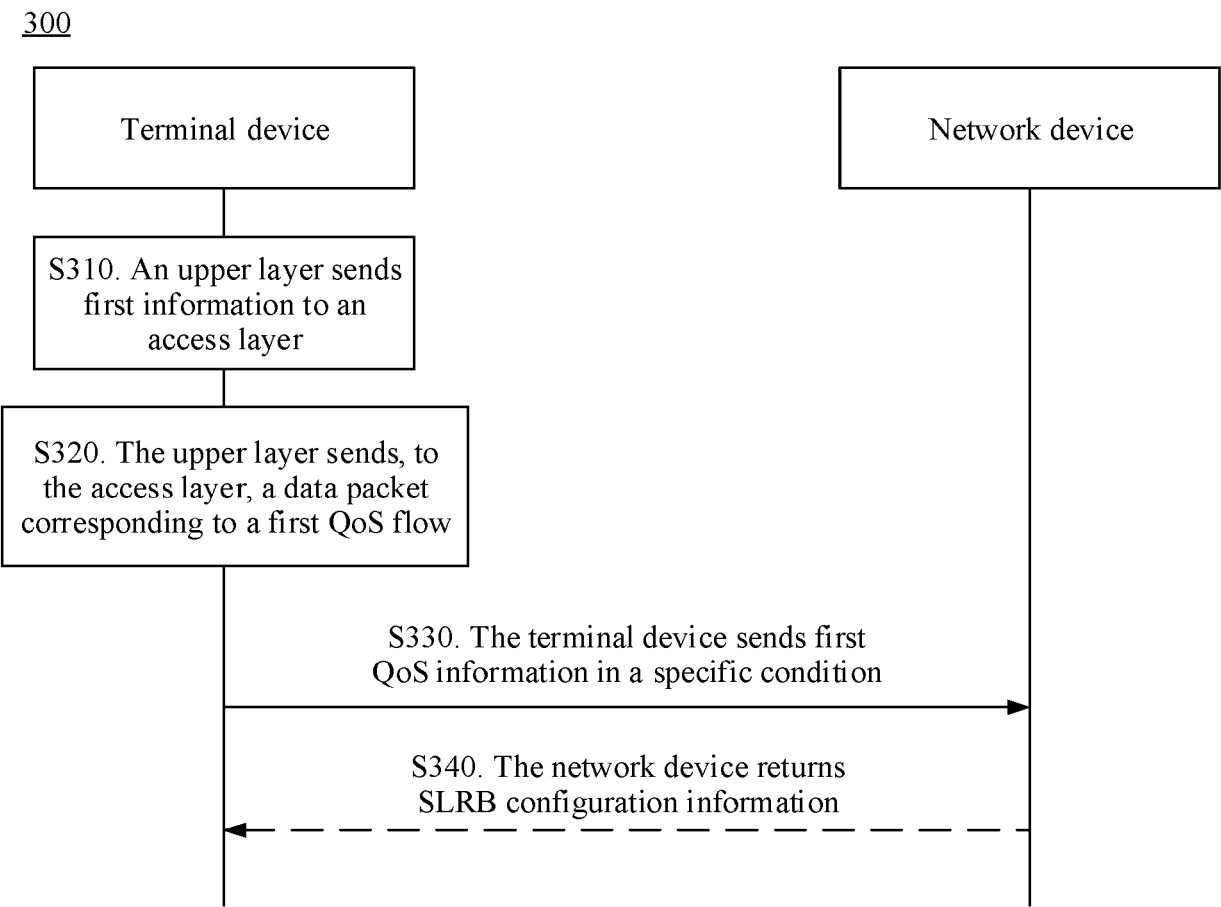 300
Terminal device
Network device
S310. An upper layer sends
first information to an
access layer
S320. The upper layer sends, to
the access layer, a data packet
corresponding to a first QoS flow
S330. The terminal device sends first
QoS information in a specific condition
S340. The network device returns
SLRB configuration information